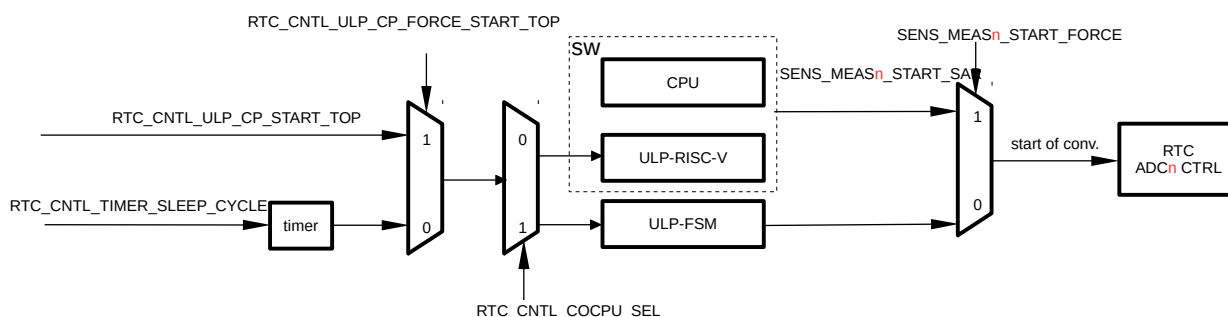 RTC_CNTL_ULP_CP_FORCE_START_TOP
SENS_MEASn_START_FORCE
SW
CPU
SENS_MEASn_START_SAR
RTC_CNTL_ULP_CP_START_TOP
1
0
ULP-RISC-V
1
start of conv.
RTC
ADCn CTRL
RTC_CNTL_TIMER_SLEEP_CYCLE
timer
0
1
ULP-FSM
0
RTC_CNTL_COCPU_SEL